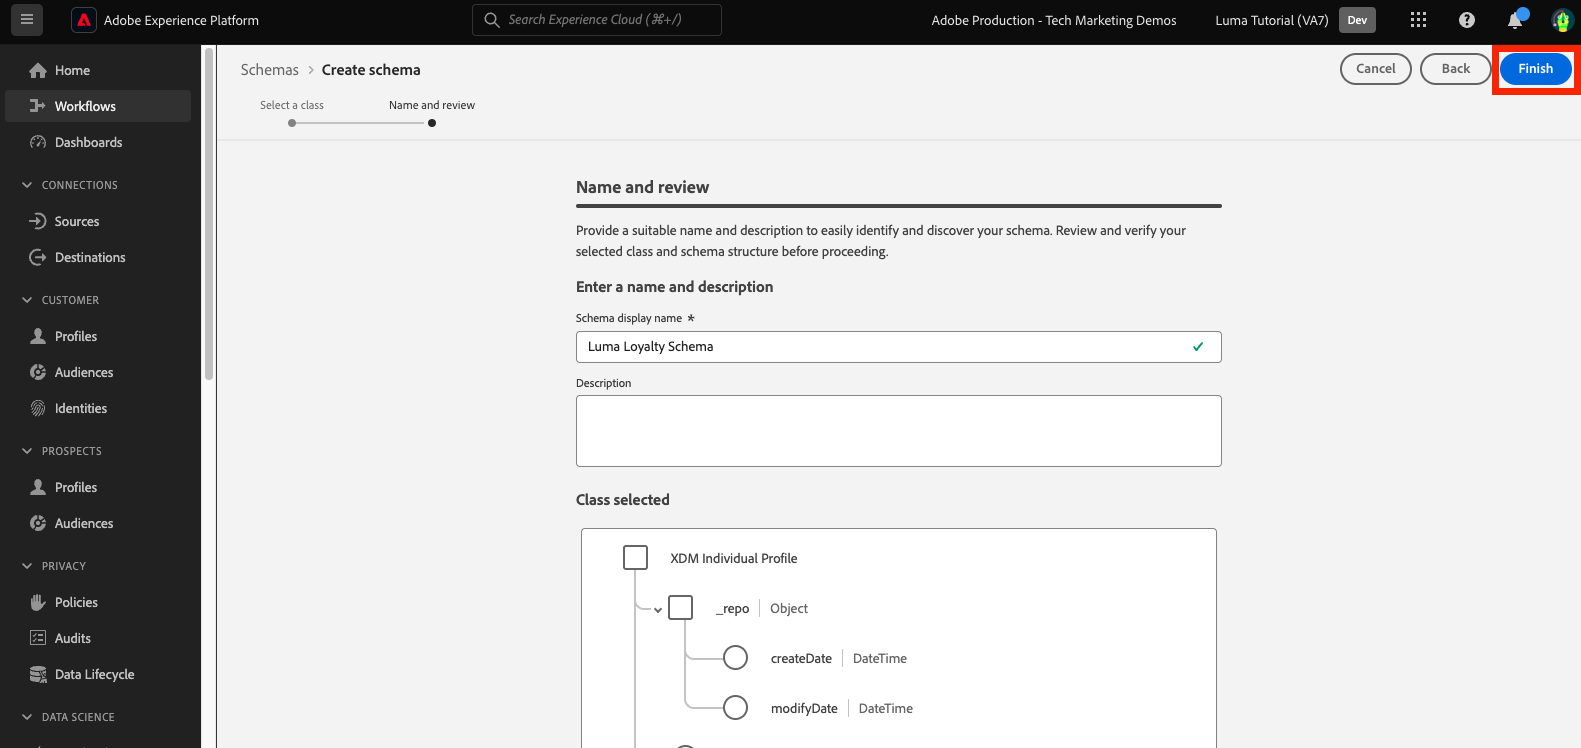 Adobe Experience Platform
Search Experience Cloud (⌘+/)
Adobe Production - Tech Marketing Demos
Luma Tutorial (VA7)
Dev
Home
Workflows
Dashboards
CONNECTIONS
Sources
Destinations
CUSTOMER
Profiles
Audiences
Identities
PROSPECTS
Profiles
Audiences
PRIVACY
Policies
Audits
Data Lifecycle
DATA SCIENCE
Schemas > Create schema
Cancel
Back
Finish
Select a class
Name and review
Name and review
Provide a suitable name and description to easily identify and discover your schema. Review and verify your
selected class and schema structure before proceeding.
Enter a name and description
Schema display name *
Luma Loyalty Schema
Description
Class selected
XDM Individual Profile
_repo | Object
createDate | DateTime
modifyDate | DateTime